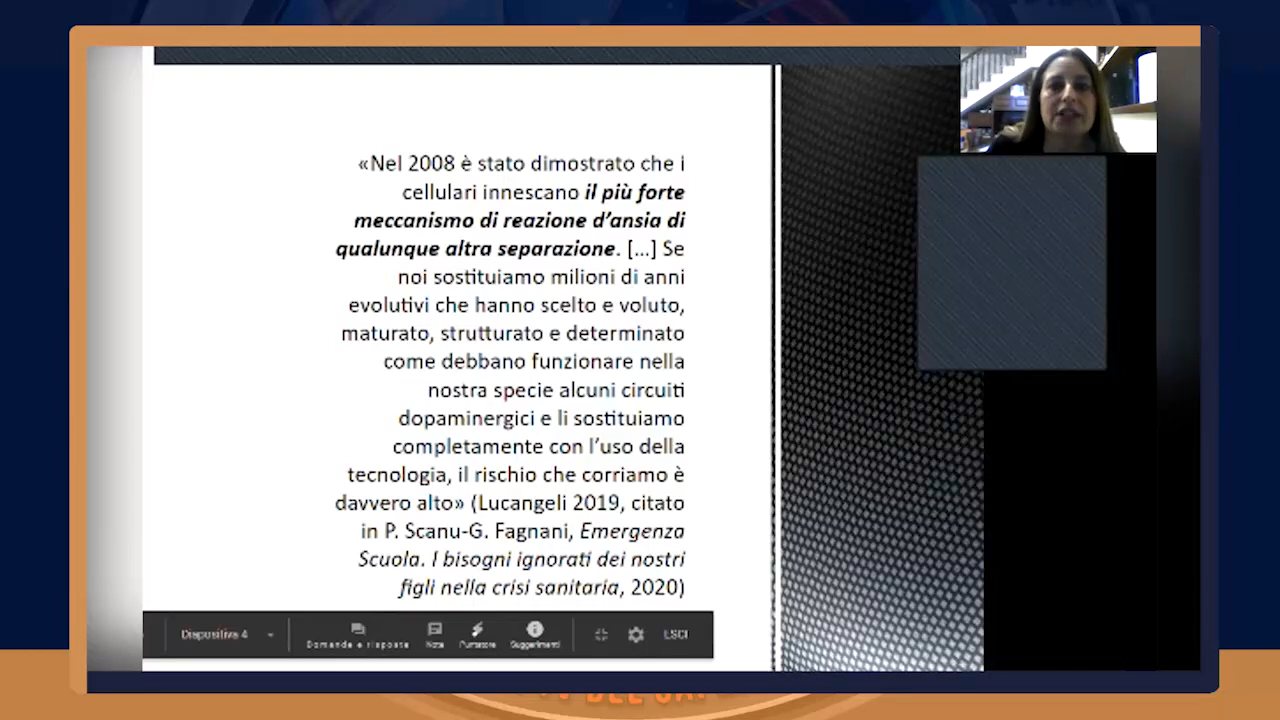 «Nel 2008 è stato dimostrato che i
cellulari innescano il più forte
meccanismo di reazione d'ansia di
qualunque altra separazione. [...] Se
noi sostituiamo milioni di anni
evolutivi che hanno scelto e voluto,
maturato, strutturato e determinato
come debbano funzionare nella
nostra specie alcuni circuiti
dopaminergici e li sostituiamo
completamente con l'uso della
tecnologia, il rischio che corriamo è
davvero alto» (Lucangeli 2019, citato
in P. Scanu-G. Fagnani, Emergenza
Scuola. I bisogni ignorati dei nostri
figli nella crisi sanitaria, 2020)
Diapositiva 4
Domande e risposte
Note
Puntatore
Suggerimenti
ESCI